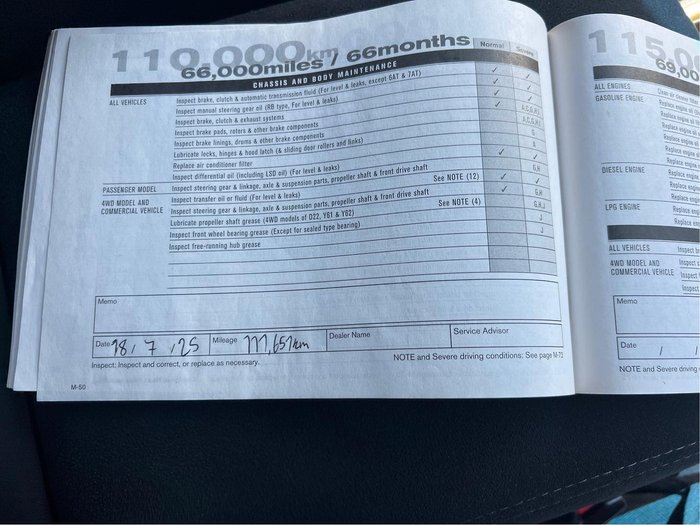 110,000km
66,000miles / 66months
Normal Severe
CHASSIS AND BODY MAINTENANCE
ALL VEHICLES Inspect brake, clutch & automatic transmission fluid (For level & leaks, except 6AT & 7AT) ✓ ✓
Inspect manual steering gear oil (RB type, For level & leaks) ✓ ✓
Inspect brake, clutch & exhaust systems ✓ ✓
Inspect brake pads, rotors & other brake components
Inspect brake linings, drums & other brake components
Lubricate locks, hinges & hood latch (& sliding door rollers and links)
Replace air conditioner filter
Inspect differential oil (including LSD oil) (For level & leaks)
PASSENGER MODEL Inspect steering gear & linkage, axle & suspension parts, propeller shaft & front drive shaft See NOTE (12)
4WD MODEL AND COMMERCIAL VEHICLE Inspect transfer oil or fluid (For level & leaks)
Inspect steering gear & linkage, axle & suspension parts, propeller shaft & front drive shaft See NOTE (4)
Lubricate propeller shaft grease (4WD models of D22, Y61 & Y62)
Inspect front wheel bearing grease (Except for sealed type bearing)
Inspect free-running hub grease
Memo
Date 18, 7, 25 Mileage 111,651km Dealer Name Service Advisor
Inspect: Inspect and correct, or replace as necessary. NOTE and Severe driving conditions: See page M-73
M-50
115,0
69,00
ALL ENGINES
GASOLINE ENGINE
DIESEL ENGINE
LPG ENGINE
ALL VEHICLES
4WD MODEL AND
COMMERCIAL VEHICLE
Memo
Date / /
NOTE and Severe driving